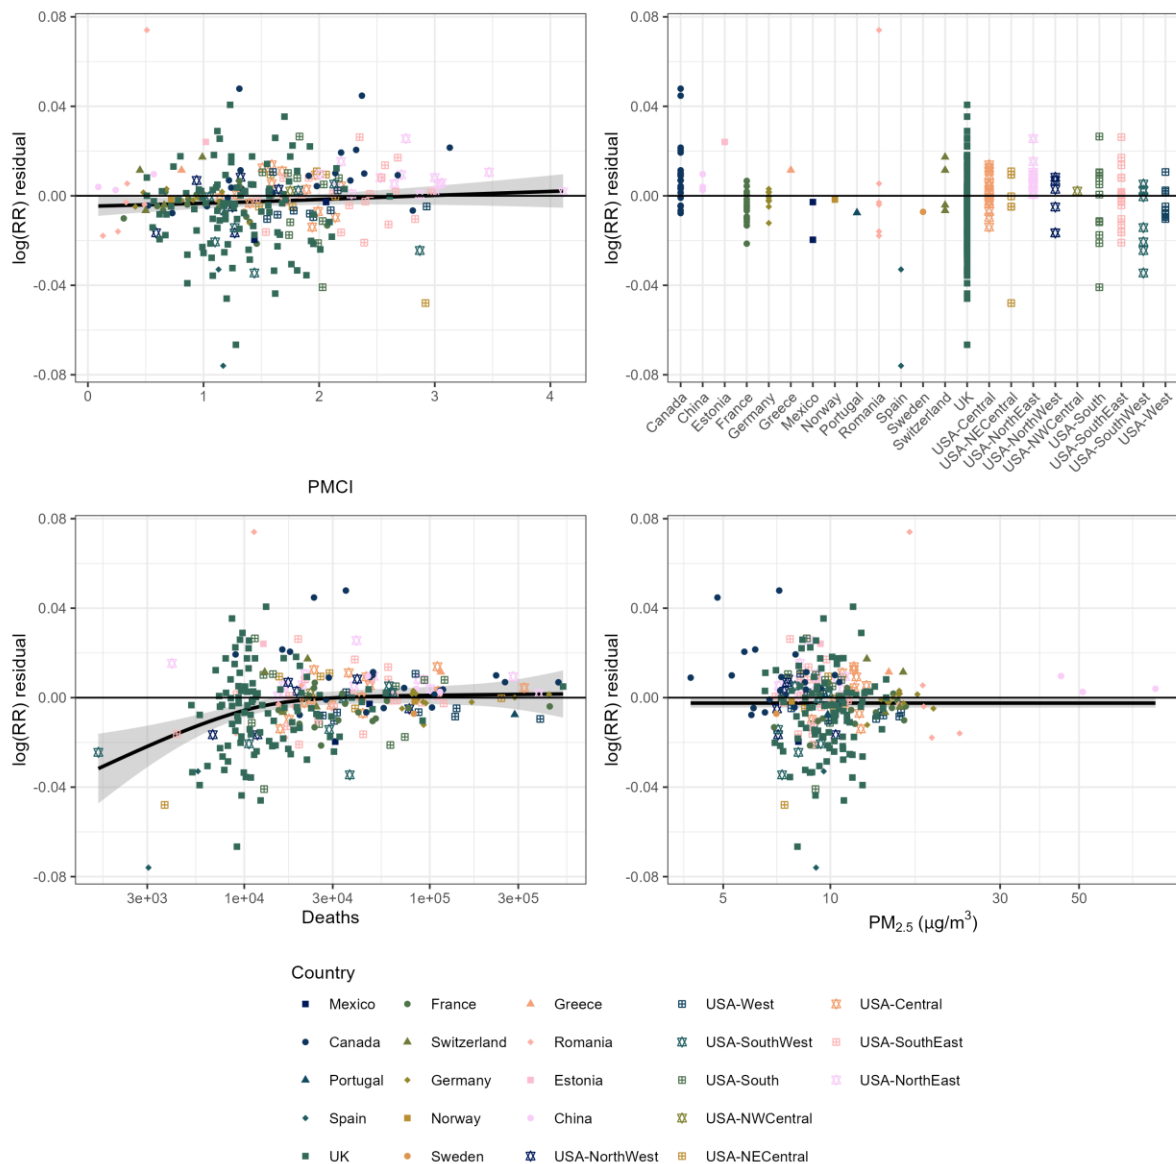 0.08
0.04
0.00
-0.04
-0.08
log(RR) residual
0 1 2 3 4
PMCI
log(RR) residual
0.08
0.04
0.00
-0.04
-0.08
Canada
China
Estonia
France
Germany
Greece
Mexico
Norway
Portugal
Romania
Spain
Sweden
Switzerland
UK
USA-Central
USA-NECentral
USA-NorthEast
USA-NorthWest
USA-NWCentral
USA-South
USA-SouthEast
USA-SouthWest
USA-West
0.08
0.04
0.00
-0.04
-0.08
log(RR) residual
3e+03 1e+04 3e+04 1e+05 3e+05
Deaths
0.08
0.04
0.00
-0.04
-0.08
log(RR) residual
5 10 30 50
PM2.5 (µg/m³)
Country
Mexico France Greece USA-West USA-Central
Canada Switzerland Romania USA-SouthWest USA-SouthEast
Portugal Germany Estonia USA-South USA-NorthEast
Spain Norway China USA-NWCentral
UK Sweden USA-NorthWest USA-NECentral